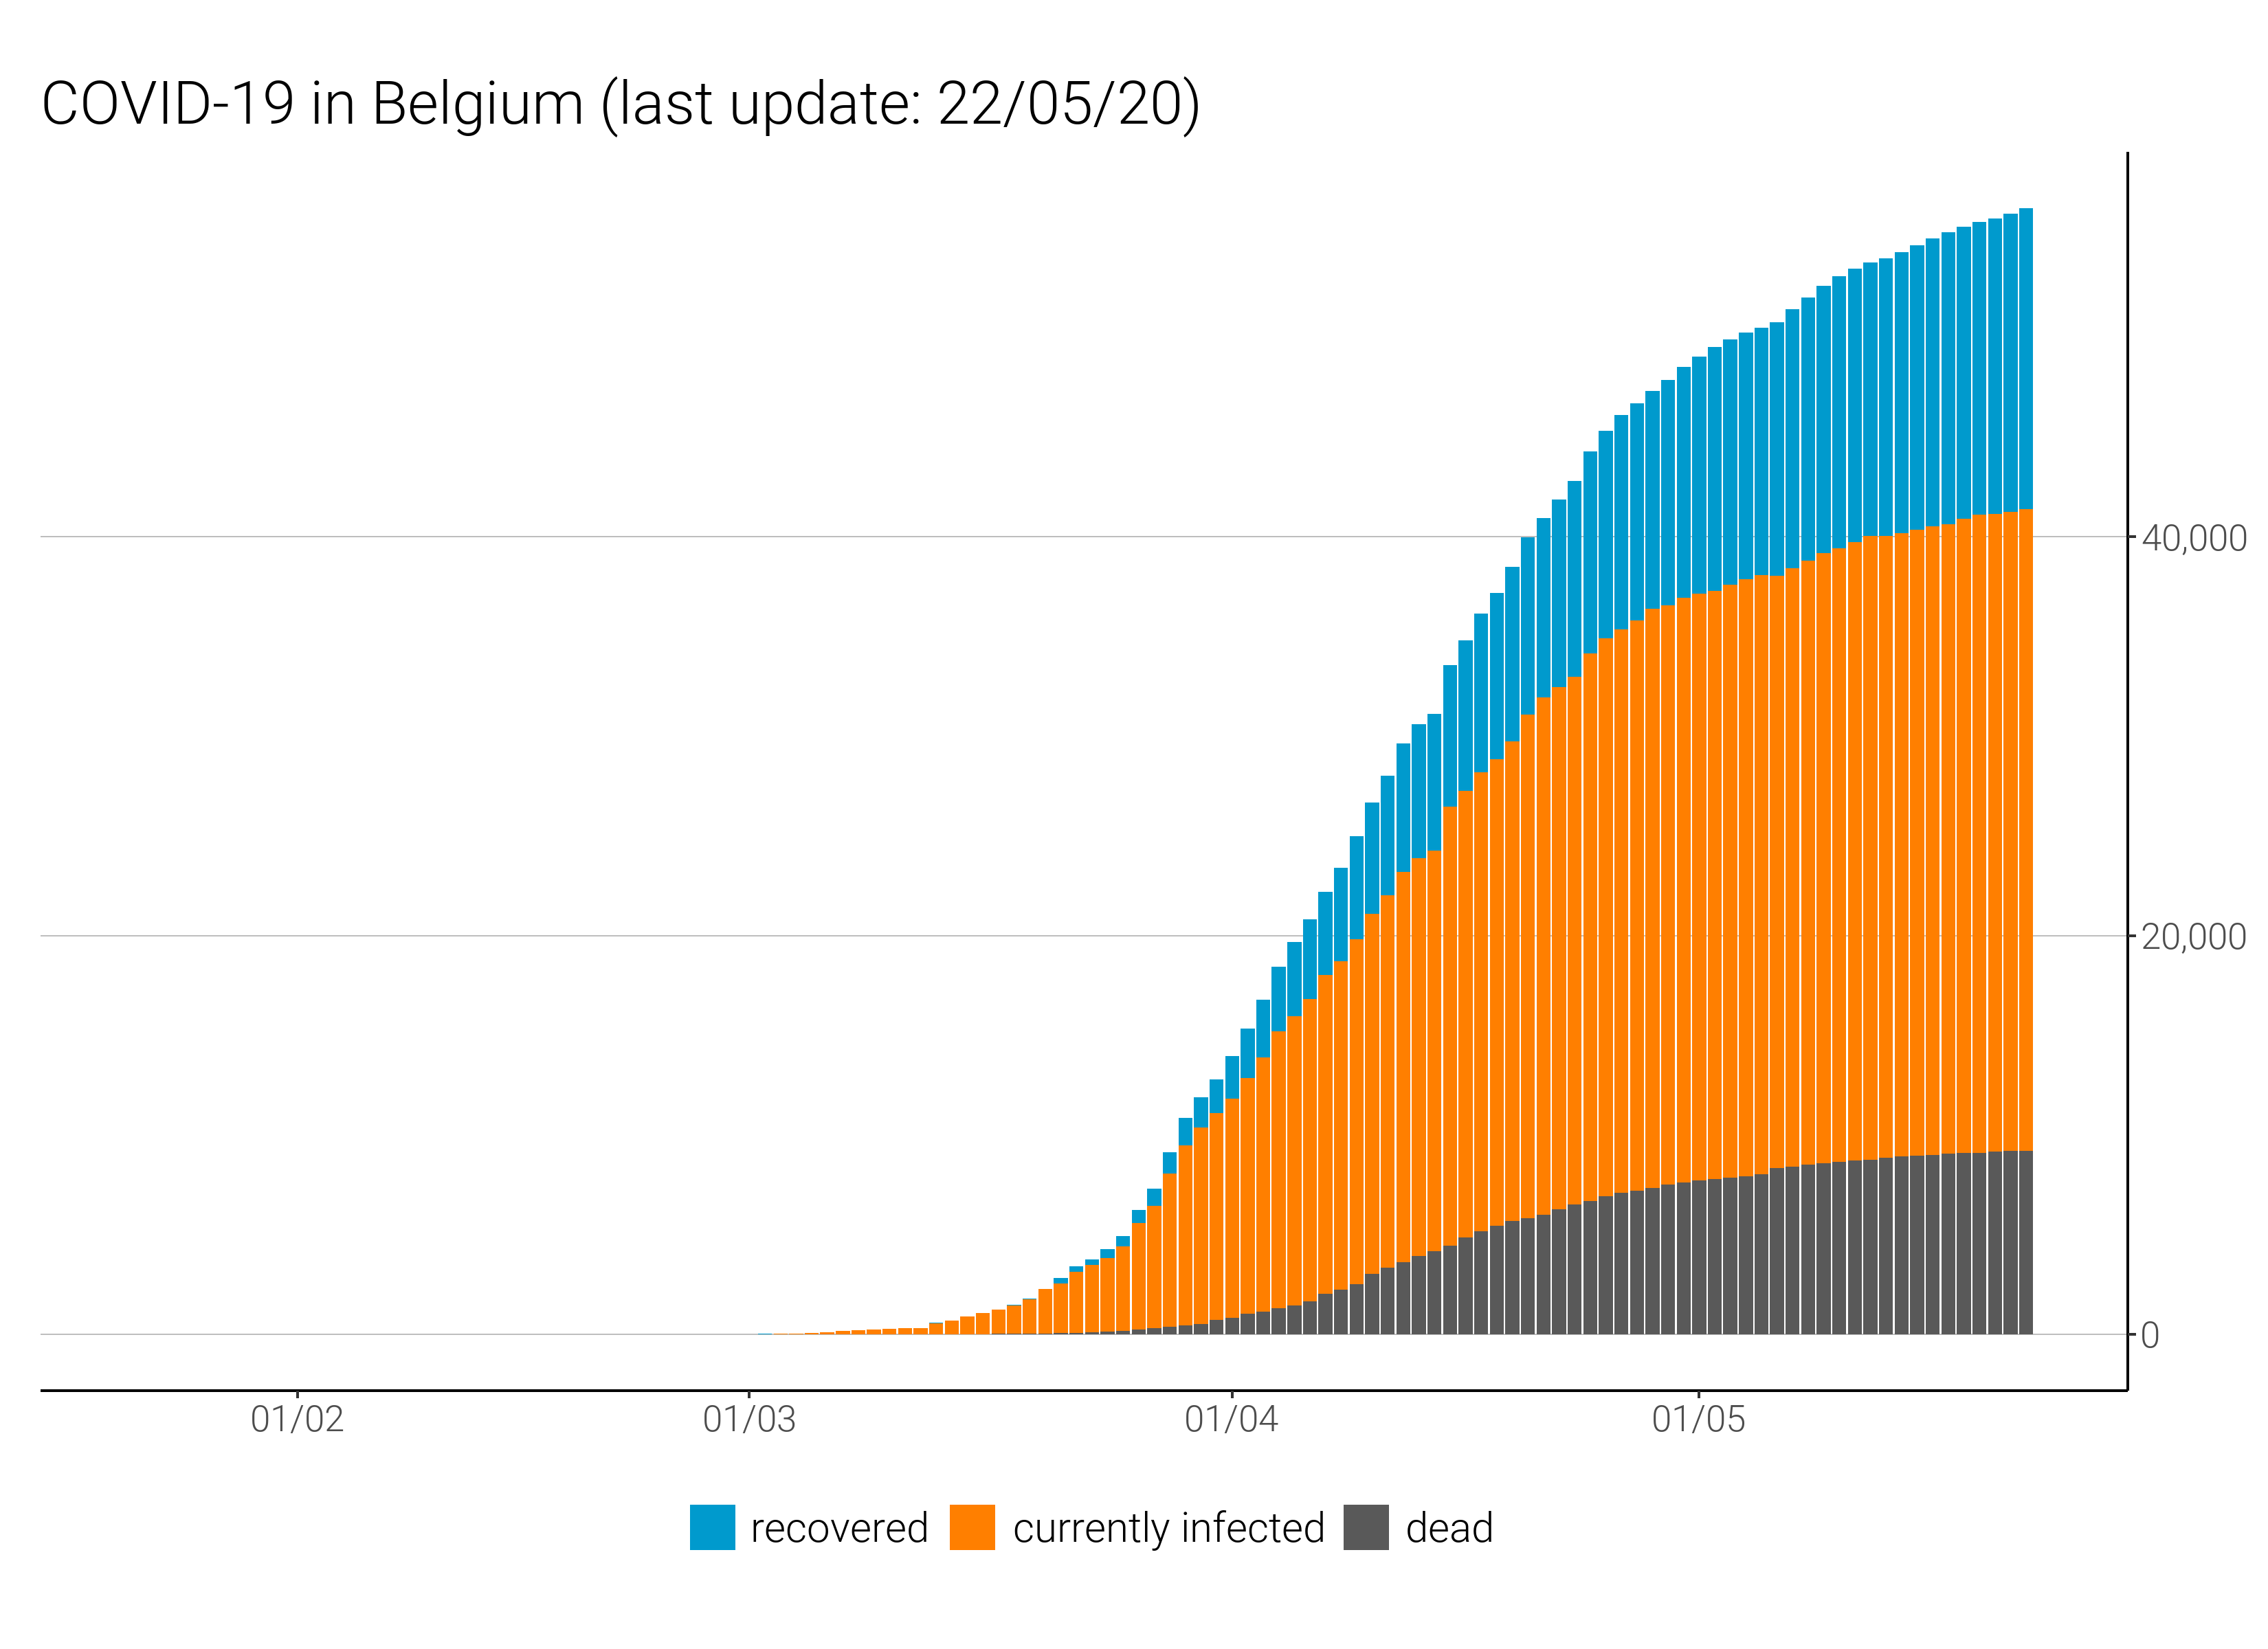 COVID-19 in Belgium (last update: 22/05/20)
40,000
20,000
0
01/02 01/03 01/04 01/05
recovered currently infected dead